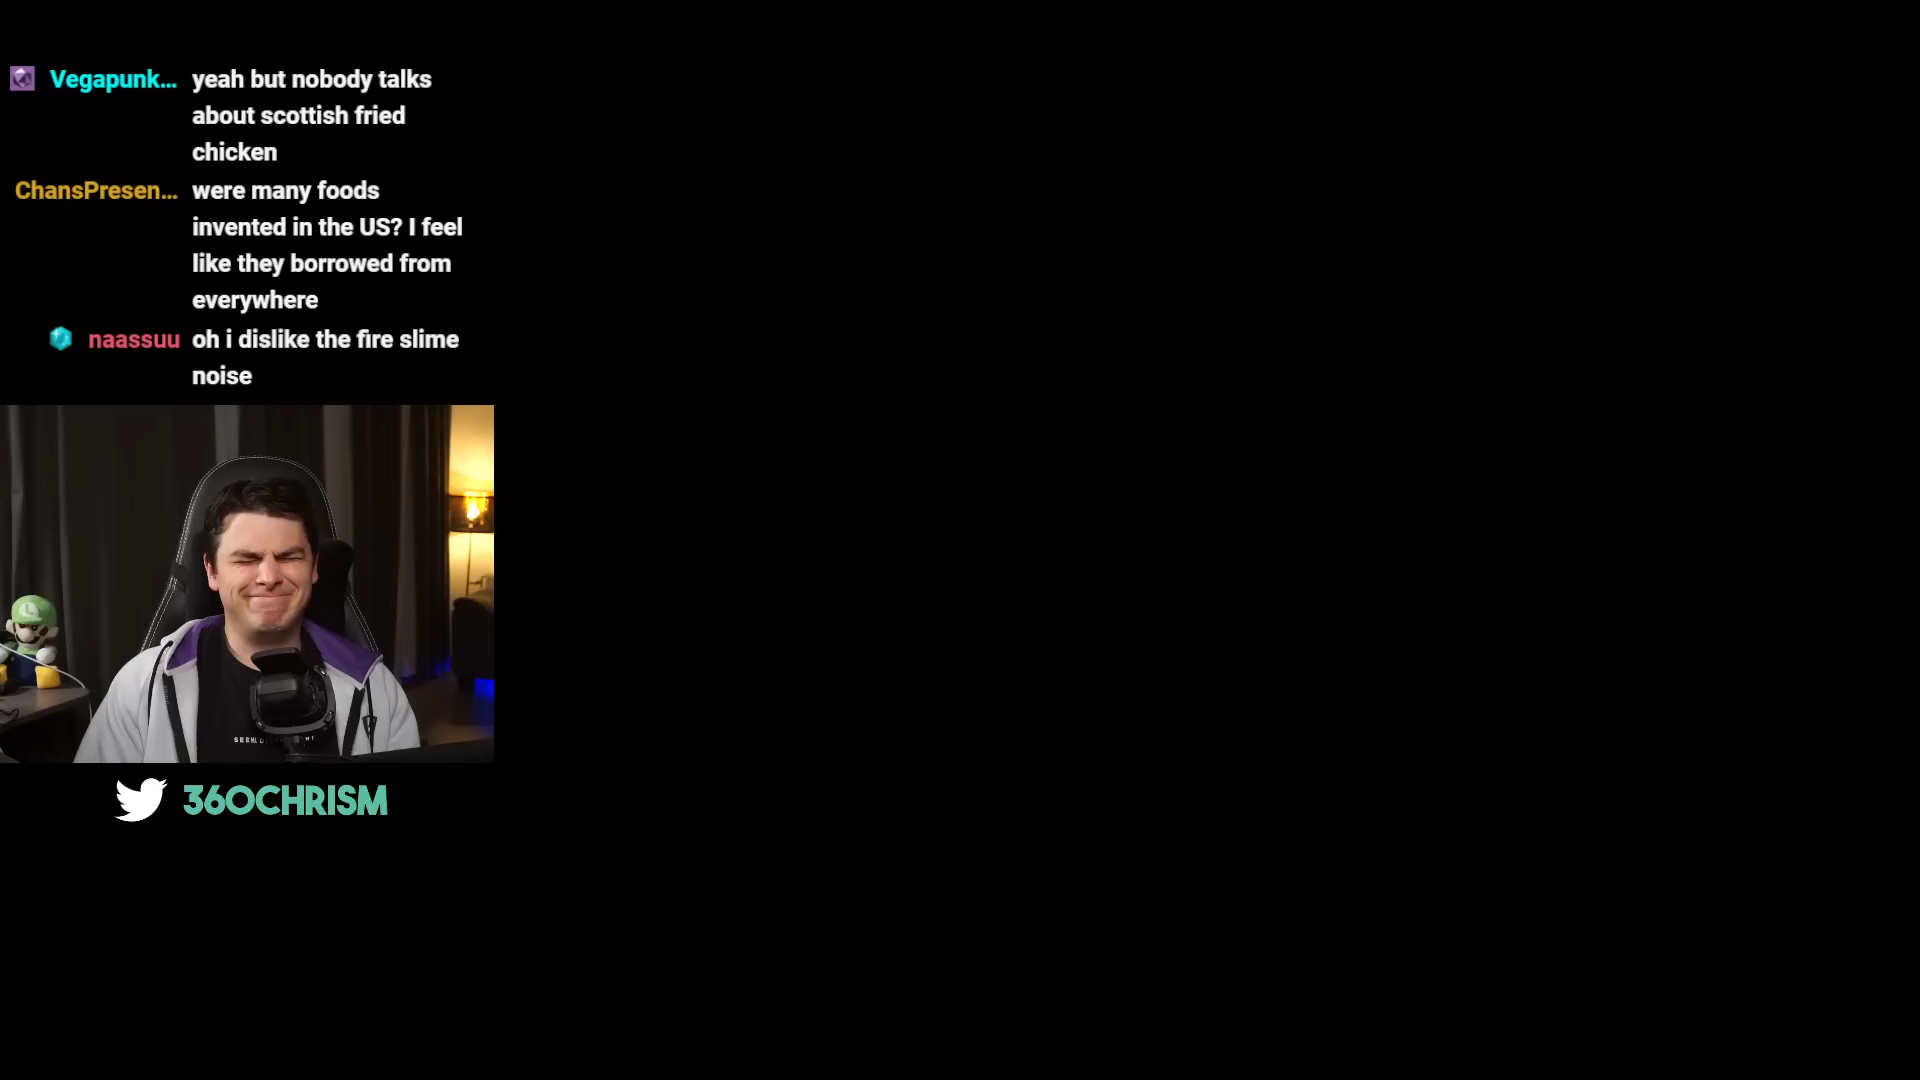 Vegapunk... yeah but nobody talks
about scottish fried
chicken
ChansPresen... were many foods
invented in the US? I feel
like they borrowed from
everywhere
naassuu oh i dislike the fire slime
noise
360CHRISM